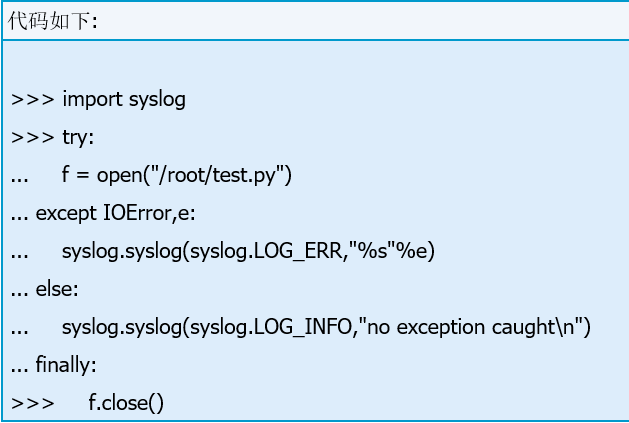 代码如下:
>>> import syslog
>>> try:
...     f = open("/root/test.py")
... except IOError,e:
...     syslog.syslog(syslog.LOG_ERR,"%s"%e)
... else:
...     syslog.syslog(syslog.LOG_INFO,"no exception caught\n")
... finally:
>>>     f.close()